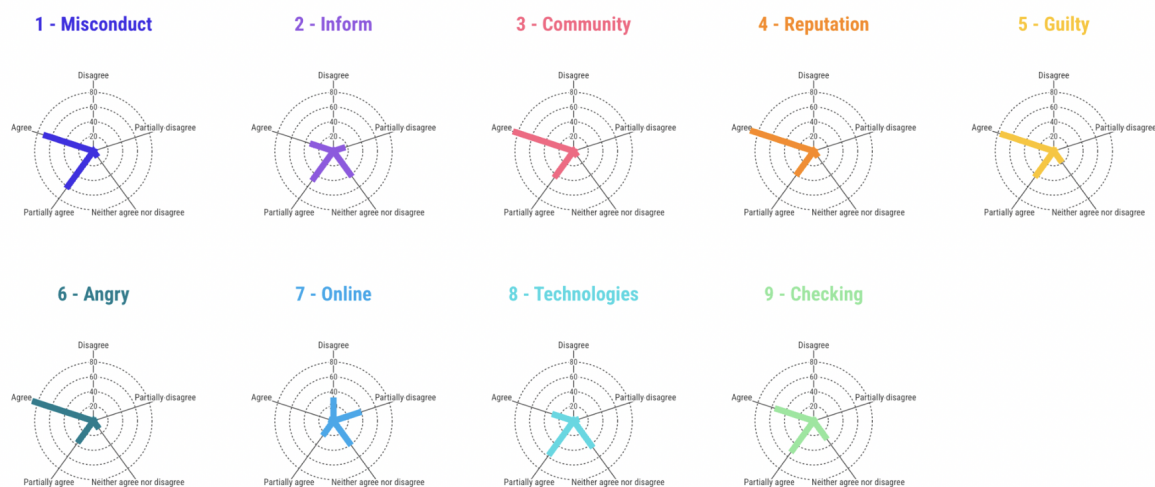 1 - Misconduct
2 - Inform
3 - Community
4 - Reputation
5 - Guilty
Disagree
80
60
40
20
Agree
Partially disagree
Partially agree
Neither agree nor disagree
Disagree
80
60
40
20
Agree
Partially disagree
Partially agree
Neither agree nor disagree
Disagree
80
60
40
20
Agree
Partially disagree
Partially agree
Neither agree nor disagree
Disagree
80
60
40
20
Agree
Partially disagree
Partially agree
Neither agree nor disagree
Disagree
80
60
40
20
Agree
Partially disagree
Partially agree
Neither agree nor disagree
6 - Angry
7 - Online
8 - Technologies
9 - Checking
Disagree
80
60
40
20
Agree
Partially disagree
Partially agree
Neither agree nor disagree
Disagree
80
60
40
20
Agree
Partially disagree
Partially agree
Neither agree nor disagree
Disagree
80
60
40
20
Agree
Partially disagree
Partially agree
Neither agree nor disagree
Disagree
80
60
40
20
Agree
Partially disagree
Partially agree
Neither agree nor disagree